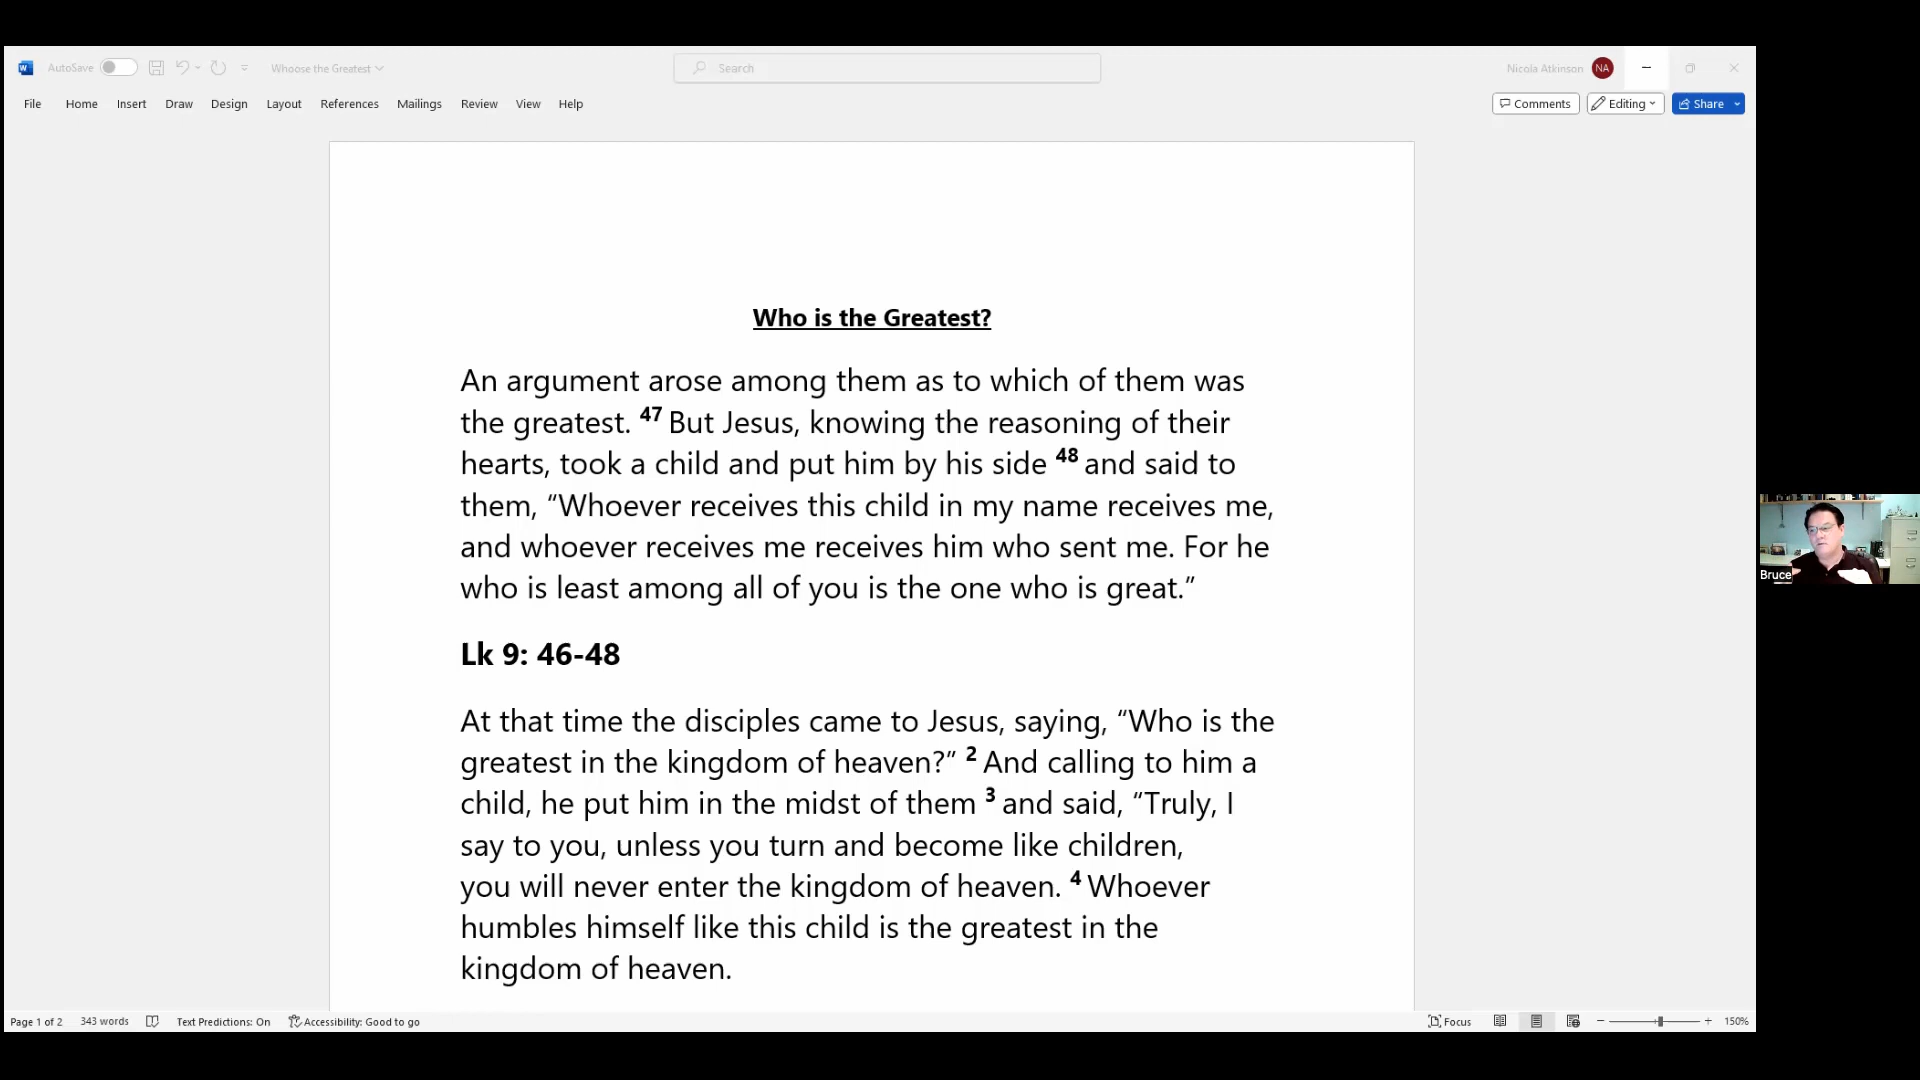 AutoSave
Whoose the Greatest
Search
Nicola Atkinson NA
File Home Insert Draw Design Layout References Mailings Review View Help
Comments Editing Share
Who is the Greatest?
An argument arose among them as to which of them was
the greatest. 47 But Jesus, knowing the reasoning of their
hearts, took a child and put him by his side 48 and said to
them, “Whoever receives this child in my name receives me,
and whoever receives me receives him who sent me. For he
who is least among all of you is the one who is great.”
Lk 9: 46-48
At that time the disciples came to Jesus, saying, “Who is the
greatest in the kingdom of heaven?” 2 And calling to him a
child, he put him in the midst of them 3 and said, “Truly, I
say to you, unless you turn and become like children,
you will never enter the kingdom of heaven. 4 Whoever
humbles himself like this child is the greatest in the
kingdom of heaven.
Bruce
Page 1 of 2 343 words Text Predictions: On Accessibility: Good to go
Focus 150%